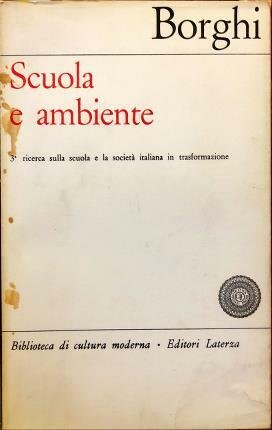 Borghi
Scuola
e ambiente
3ª ricerca sulla scuola e la società italiana in trasformazione
Biblioteca di cultura moderna • Editori Laterza